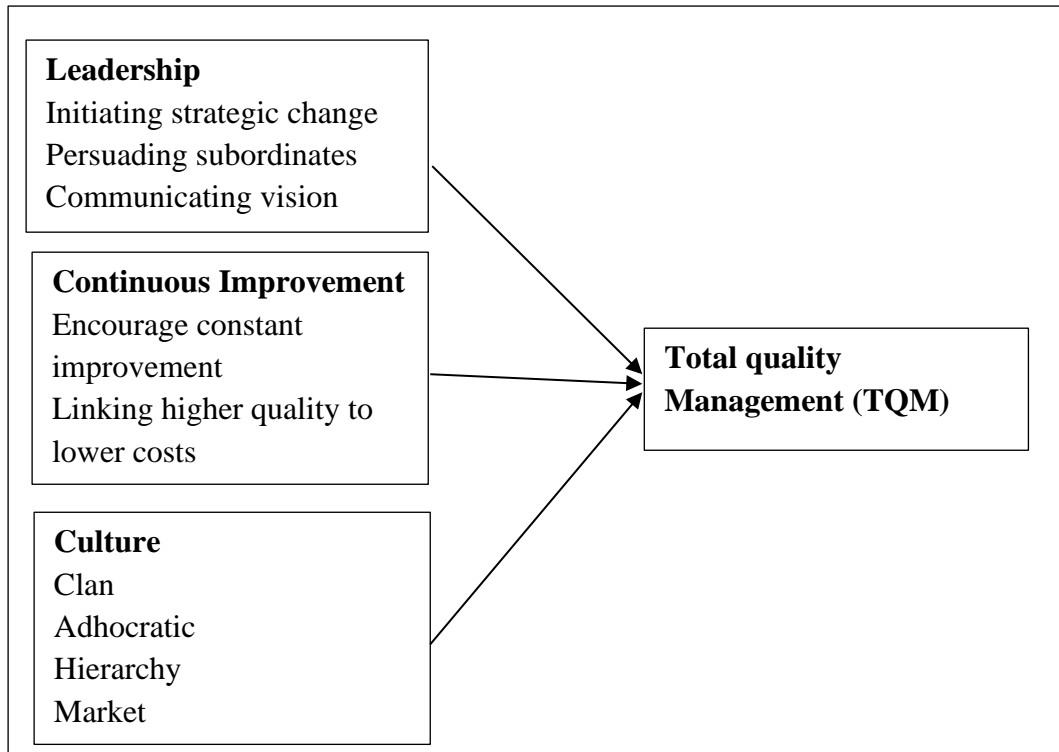 Leadership
Initiating strategic change
Persuading subordinates
Communicating vision
Continuous Improvement
Encourage constant
improvement
Linking higher quality to
lower costs
Culture
Clan
Adhocratic
Hierarchy
Market
Total quality
Management (TQM)